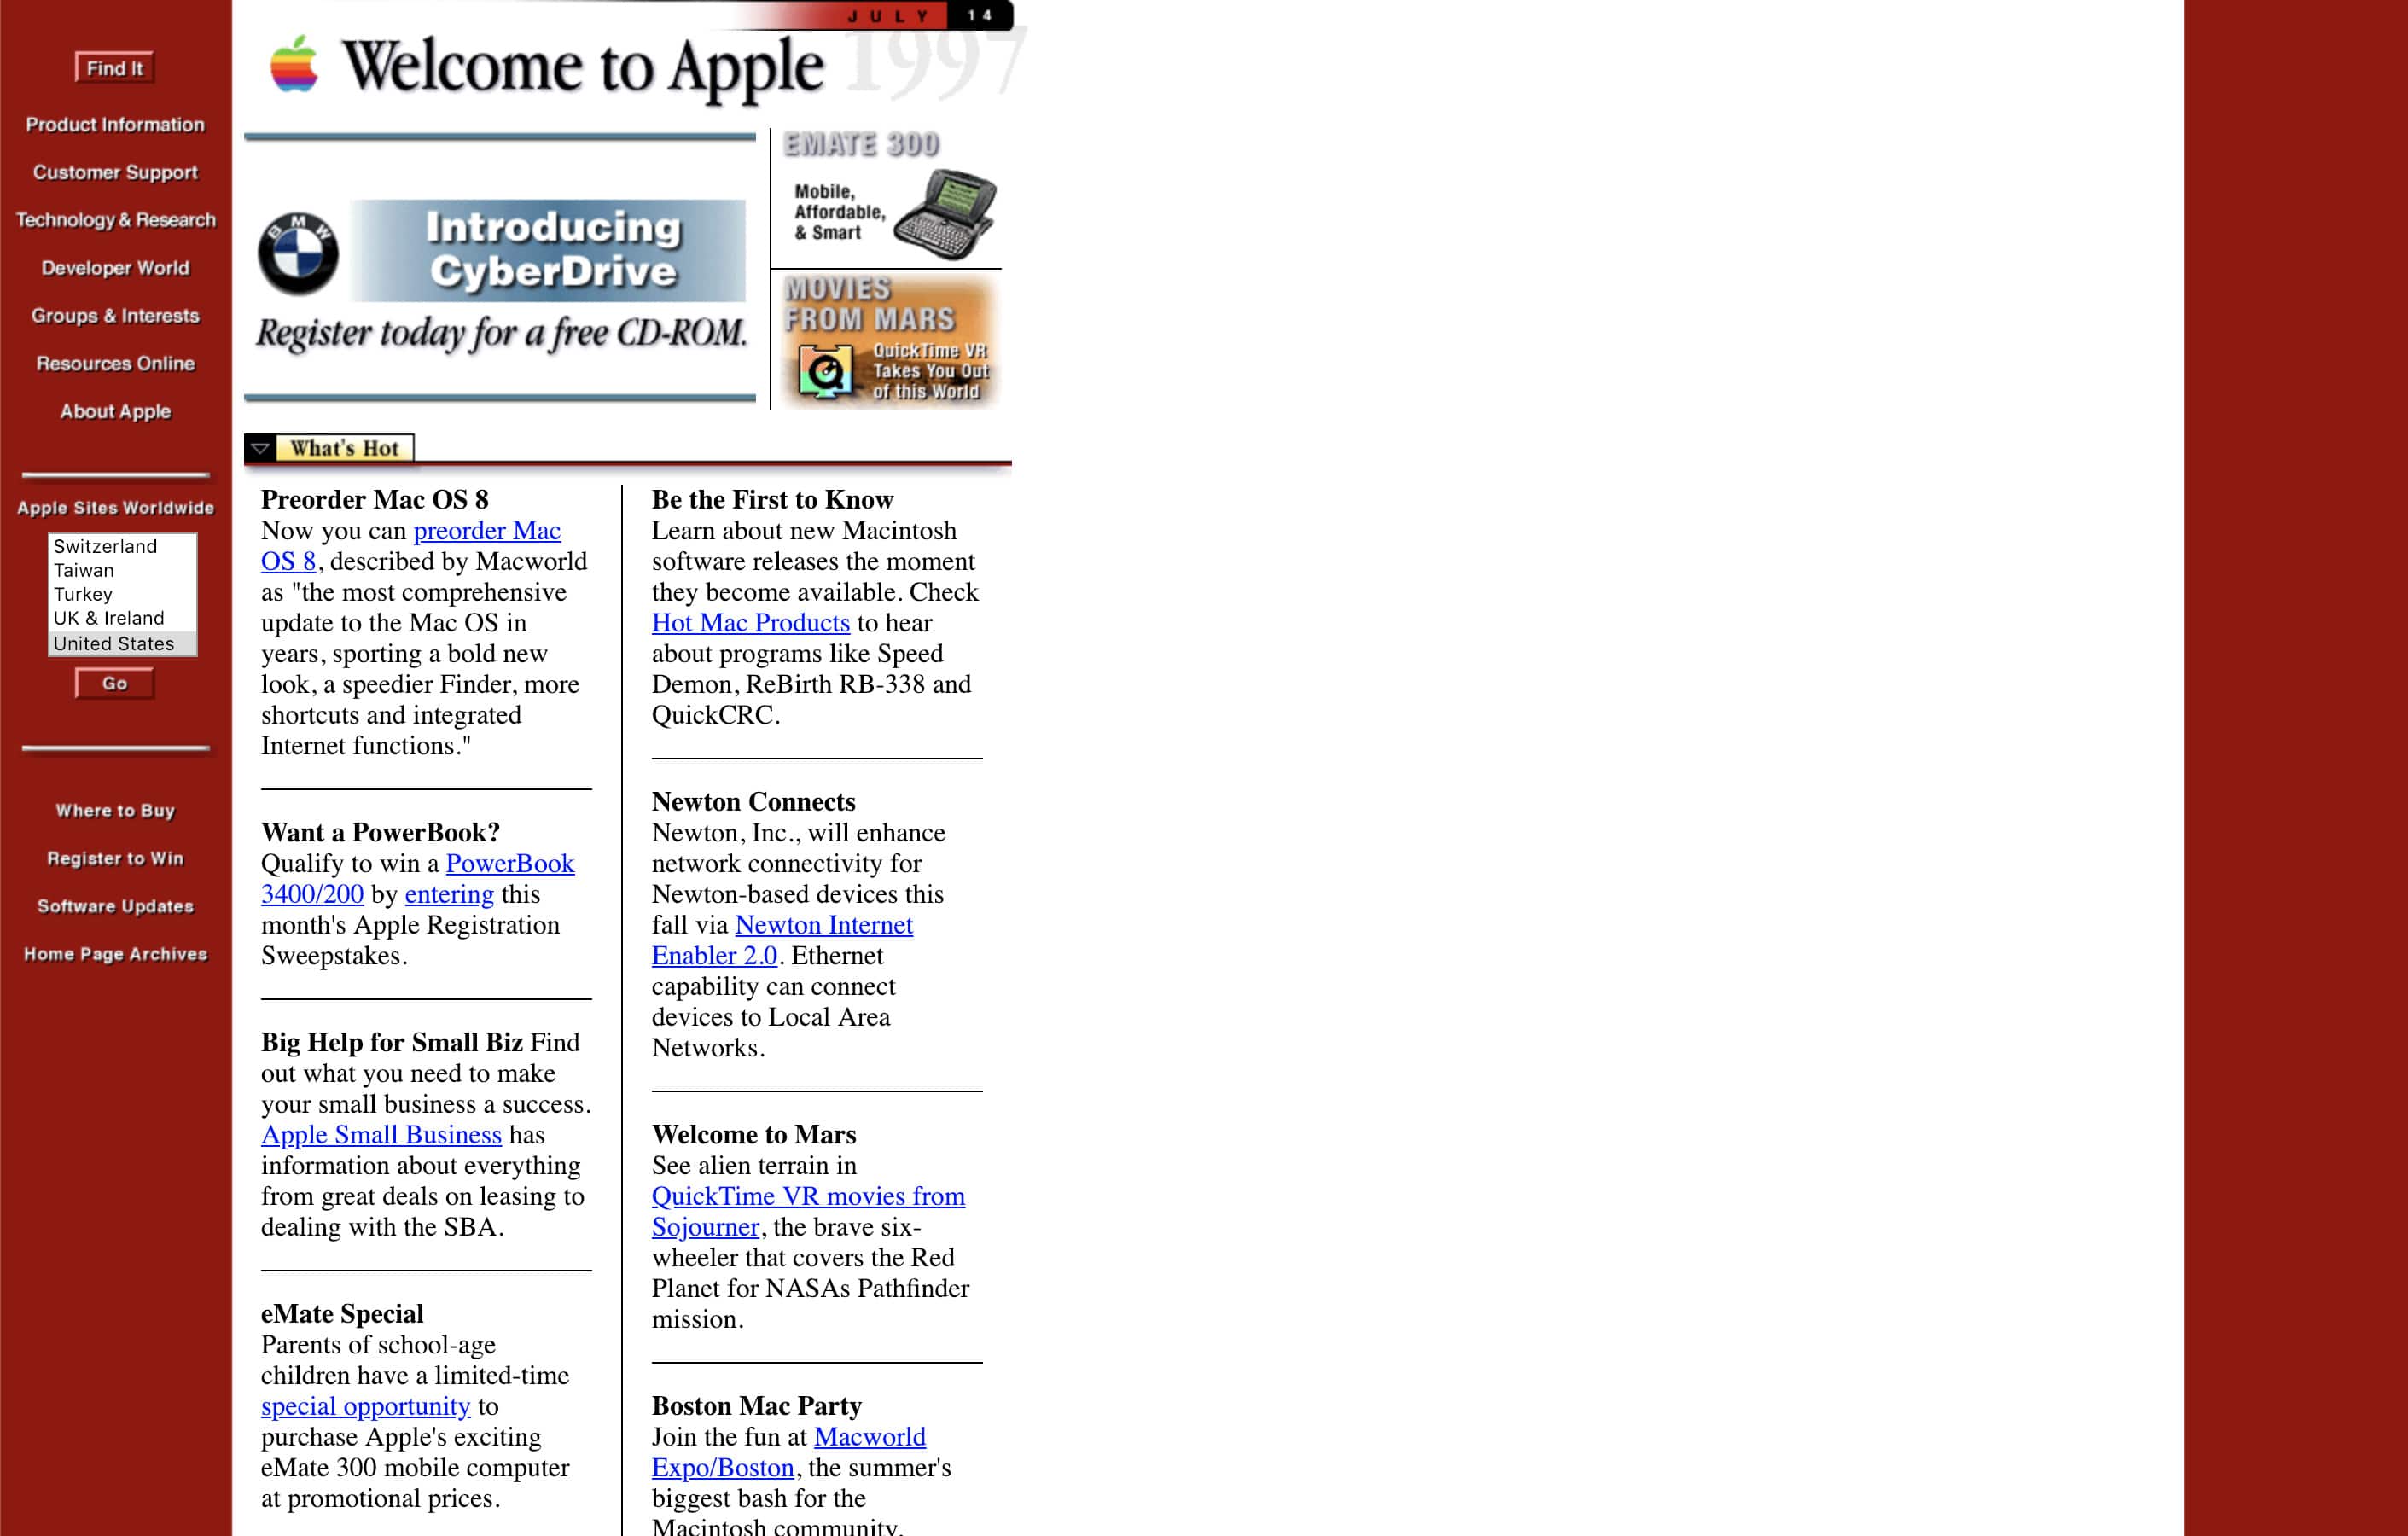 JULY 14
Find It
Welcome to Apple 1997
Product Information
Customer Support
Technology & Research
Developer World
Groups & Interests
Resources Online
About Apple
BMW
Introducing
CyberDrive
Register today for a free CD-ROM.
EMATE 300
Mobile,
Affordable,
& Smart
MOVIES
FROM MARS
QuickTime VR
Takes You Out
of this World
Apple Sites Worldwide
Switzerland
Taiwan
Turkey
UK & Ireland
United States
Go
Where to Buy
Register to Win
Software Updates
Home Page Archives
What's Hot
Preorder Mac OS 8
Now you can preorder Mac
OS 8, described by Macworld
as "the most comprehensive
update to the Mac OS in
years, sporting a bold new
look, a speedier Finder, more
shortcuts and integrated
Internet functions."
Want a PowerBook?
Qualify to win a PowerBook
3400/200 by entering this
month's Apple Registration
Sweepstakes.
Big Help for Small Biz Find
out what you need to make
your small business a success.
Apple Small Business has
information about everything
from great deals on leasing to
dealing with the SBA.
eMate Special
Parents of school-age
children have a limited-time
special opportunity to
purchase Apple's exciting
eMate 300 mobile computer
at promotional prices.
Be the First to Know
Learn about new Macintosh
software releases the moment
they become available. Check
Hot Mac Products to hear
about programs like Speed
Demon, ReBirth RB-338 and
QuickCRC.
Newton Connects
Newton, Inc., will enhance
network connectivity for
Newton-based devices this
fall via Newton Internet
Enabler 2.0. Ethernet
capability can connect
devices to Local Area
Networks.
Welcome to Mars
See alien terrain in
QuickTime VR movies from
Sojourner, the brave six-
wheeler that covers the Red
Planet for NASAs Pathfinder
mission.
Boston Mac Party
Join the fun at Macworld
Expo/Boston, the summer's
biggest bash for the
Macintosh community.